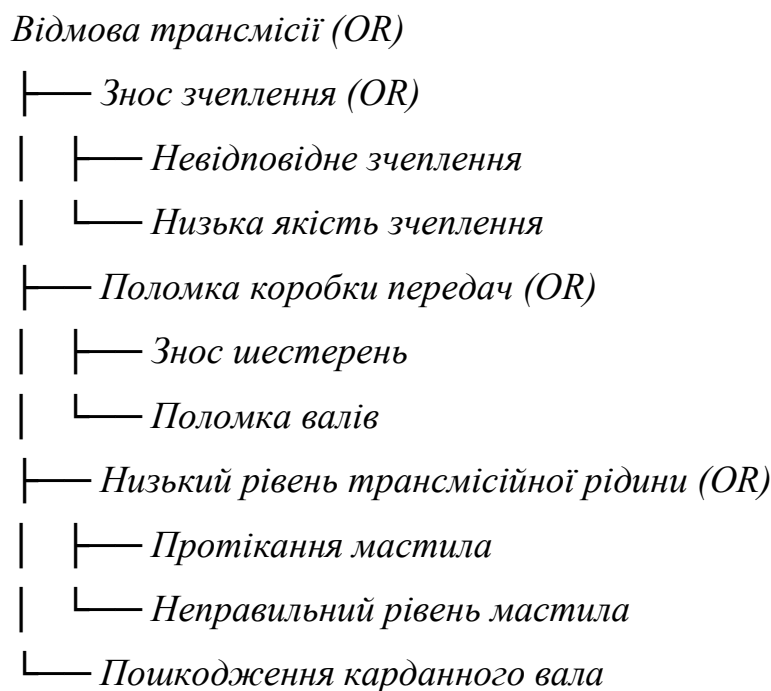 Відмова трансмісії (OR)
├── Знос зчеплення (OR)
│ ├── Невідповідне зчеплення
│ └── Низька якість зчеплення
├── Поломка коробки передач (OR)
│ ├── Знос шестерень
│ └── Поломка валів
├── Низький рівень трансмісійної рідини (OR)
│ ├── Протікання мастила
│ └── Неправильний рівень мастила
└── Пошкодження карданного вала